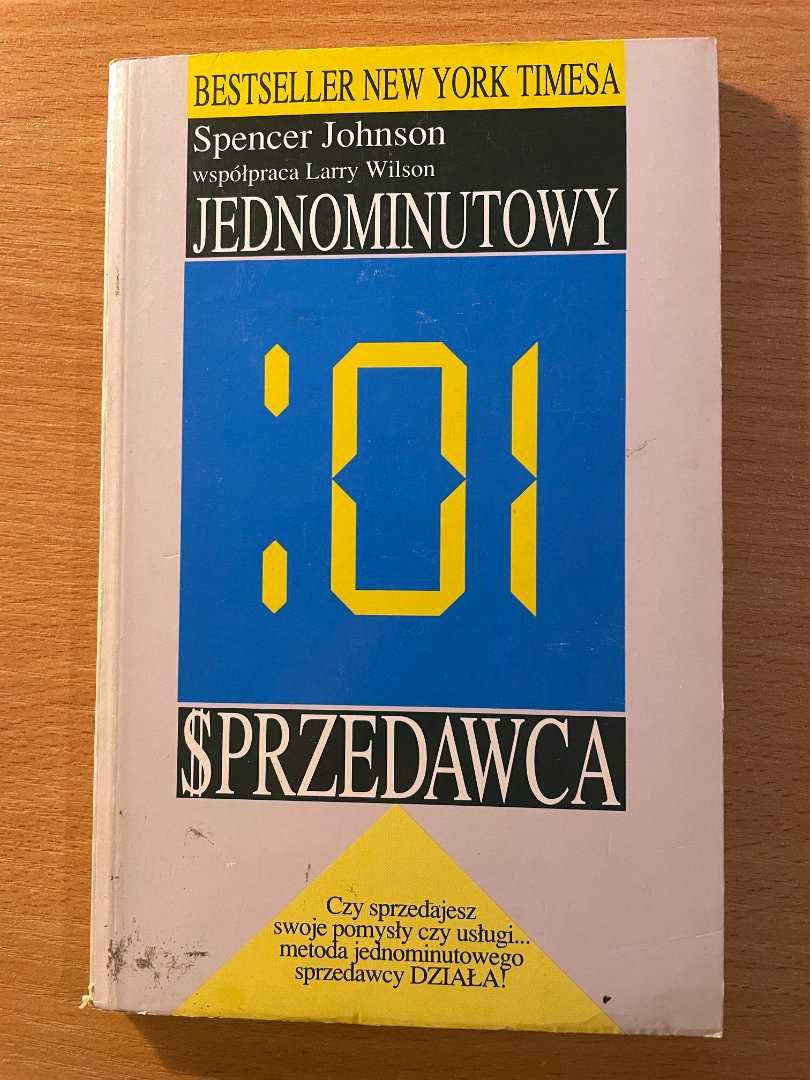 BESTSELLER NEW YORK TIMESA
Spencer Johnson
współpraca Larry Wilson
JEDNOMINUTOWY
:01
$PRZEDAWCA
Czy sprzedajesz
swoje pomysły czy usługi...
metoda jednominutowego
sprzedawcy DZIAŁA!